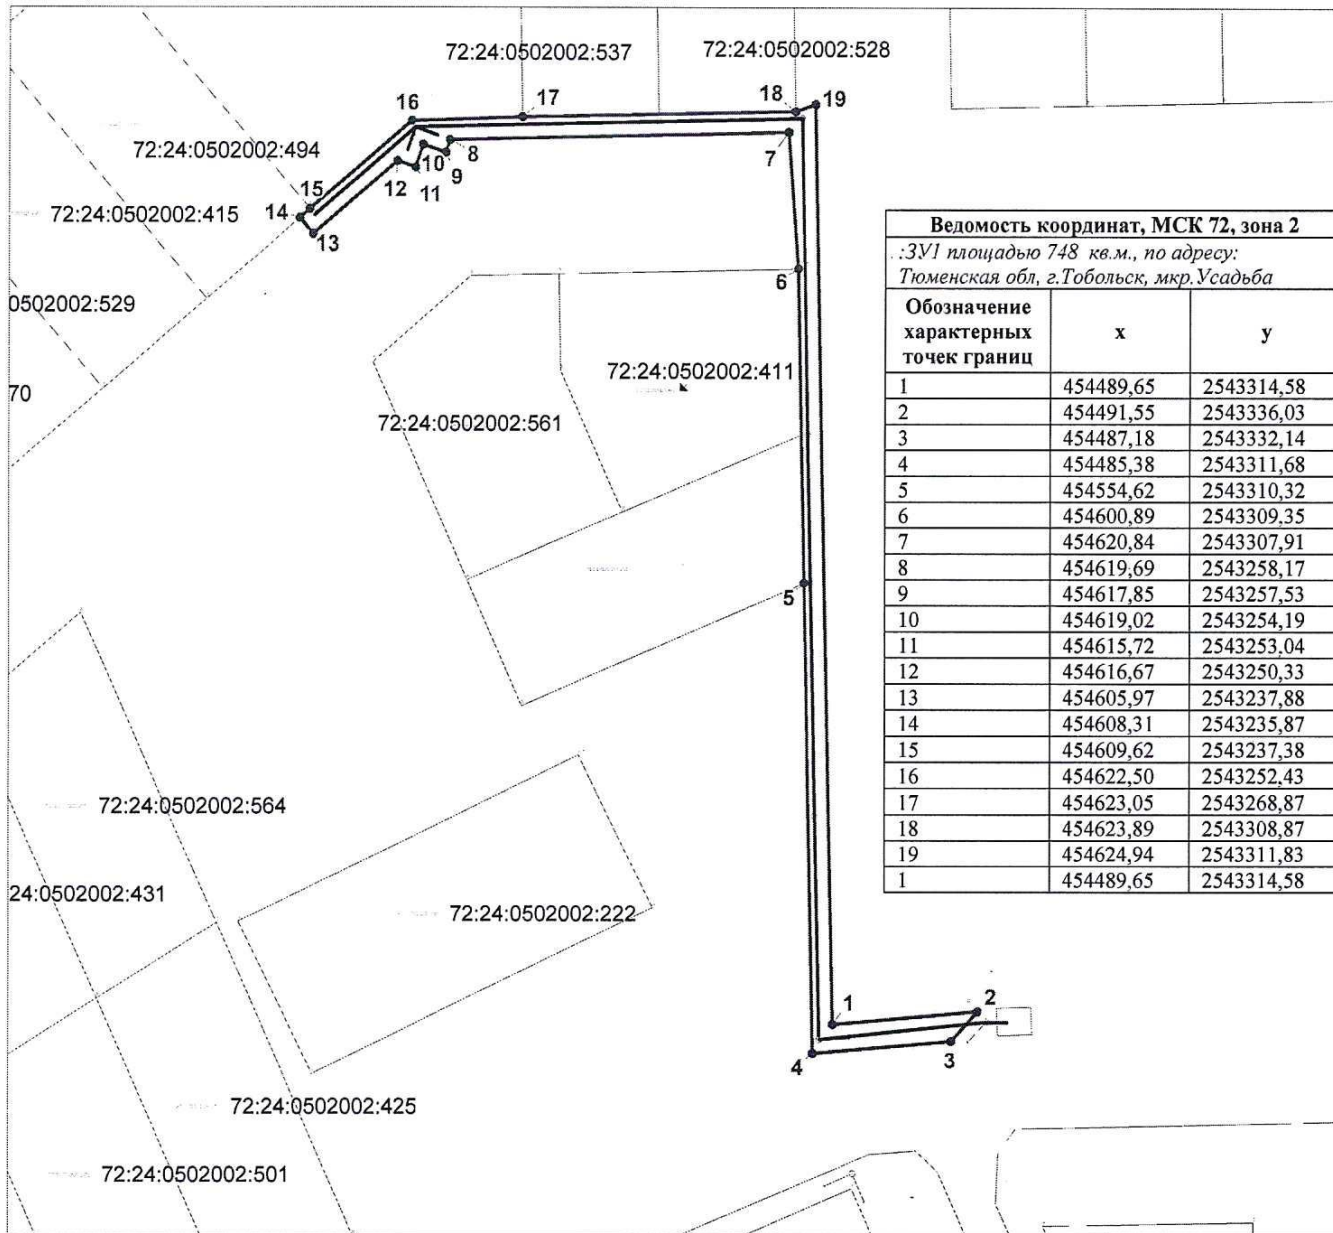 72:24:0502002:537
72:24:0502002:528
16
17
18
19
72:24:0502002:494
7
8
10
9
12
11
15
72:24:0502002:415
14
13
6
0502002:529
72:24:0502002:411
70
72:24:0502002:561
5
72:24:0502002:564
24:0502002:431
72:24:0502002:222
1
2
3
4
72:24:0502002:425
72:24:0502002:501
Ведомость координат, МСК 72, зона 2
.:ЗУ1 площадью 748 кв.м., по адресу:
Тюменская обл, г.Тобольск, мкр.Усадьба
Обозначение характерных точек границ x y
1 454489,65 2543314,58
2 454491,55 2543336,03
3 454487,18 2543332,14
4 454485,38 2543311,68
5 454554,62 2543310,32
6 454600,89 2543309,35
7 454620,84 2543307,91
8 454619,69 2543258,17
9 454617,85 2543257,53
10 454619,02 2543254,19
11 454615,72 2543253,04
12 454616,67 2543250,33
13 454605,97 2543237,88
14 454608,31 2543235,87
15 454609,62 2543237,38
16 454622,50 2543252,43
17 454623,05 2543268,87
18 454623,89 2543308,87
19 454624,94 2543311,83
1 454489,65 2543314,58